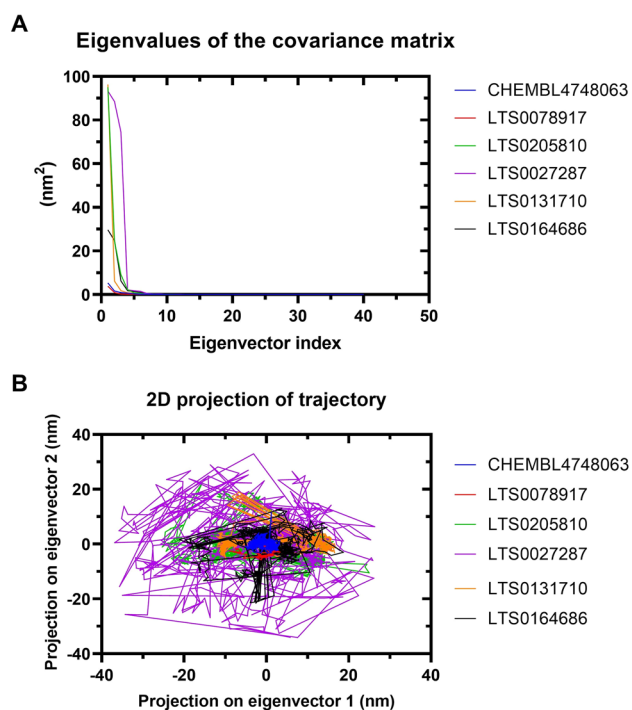 A
Eigenvalues of the covariance matrix
100
80
60
40
20
0
(nm²)
0
10
20
30
40
50
Eigenvector index
CHEMBL4748063
LTS0078917
LTS0205810
LTS0027287
LTS0131710
LTS0164686
B
2D projection of trajectory
40
20
0
-20
-40
Projection on eigenvector 2 (nm)
-40
-20
0
20
40
Projection on eigenvector 1 (nm)
CHEMBL4748063
LTS0078917
LTS0205810
LTS0027287
LTS0131710
LTS0164686